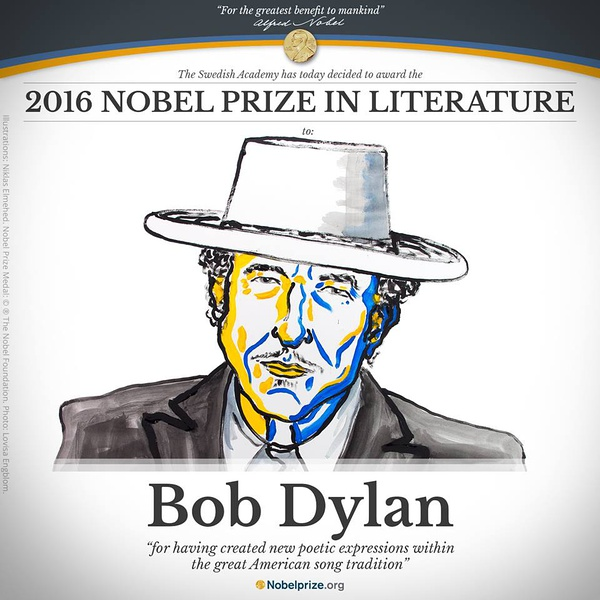 “For the greatest benefit to mankind”
Alfred Nobel
The Swedish Academy has today decided to award the
2016 NOBEL PRIZE IN LITERATURE
to:
Illustrations: Niklas Elmehed. Nobel Prize Medal: © ® The Nobel Foundation. Photo: Lovisa Engblom.
Bob Dylan
“for having created new poetic expressions within
the great American song tradition”
Nobelprize.org